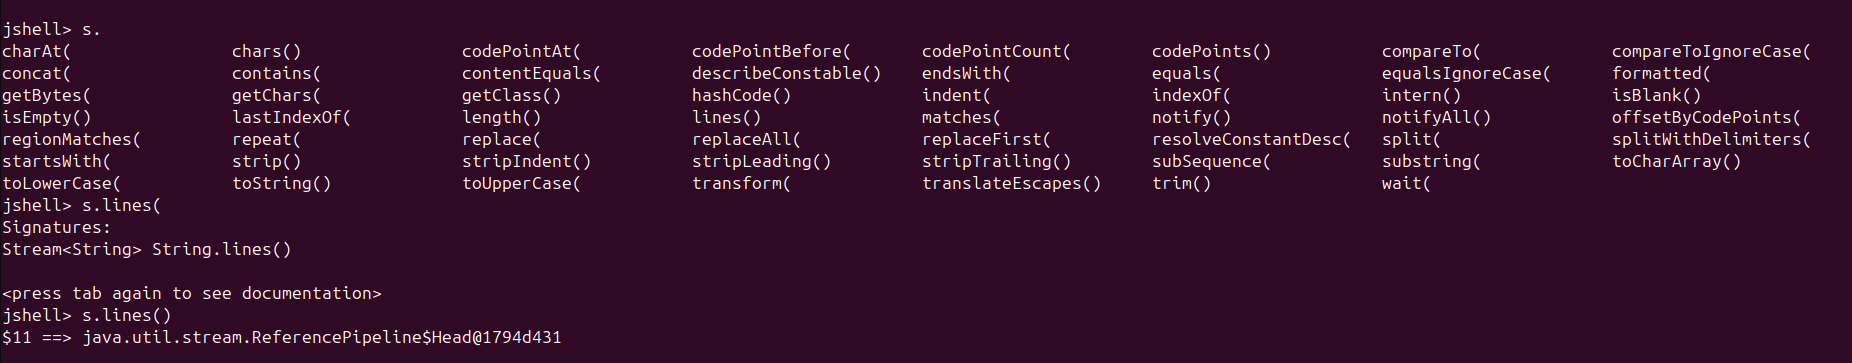 jshell> s.
charAt( chars() codePointAt( codePointBefore( codePointCount( codePoints() compareTo( compareToIgnoreCase(
concat( contains( contentEquals( describeConstable() endsWith( equals( equalsIgnoreCase( formatted(
getBytes( getChars( getClass() hashCode() indent( indexOf( intern() isBlank()
isEmpty() lastIndexOf( length() lines() matches( notify() notifyAll() offsetByCodePoints(
regionMatches( repeat( replace( replaceAll( replaceFirst( resolveConstantDesc( split( splitWithDelimiters(
startsWith( strip() stripIndent() stripLeading() stripTrailing() subSequence( substring( toCharArray()
toLowerCase( toString() toUpperCase( transform( translateEscapes() trim() wait(
jshell> s.lines(
Signatures:
Stream<String> String.lines()
<press tab again to see documentation>
jshell> s.lines()
$11 ==> java.util.stream.ReferencePipeline$Head@1794d431